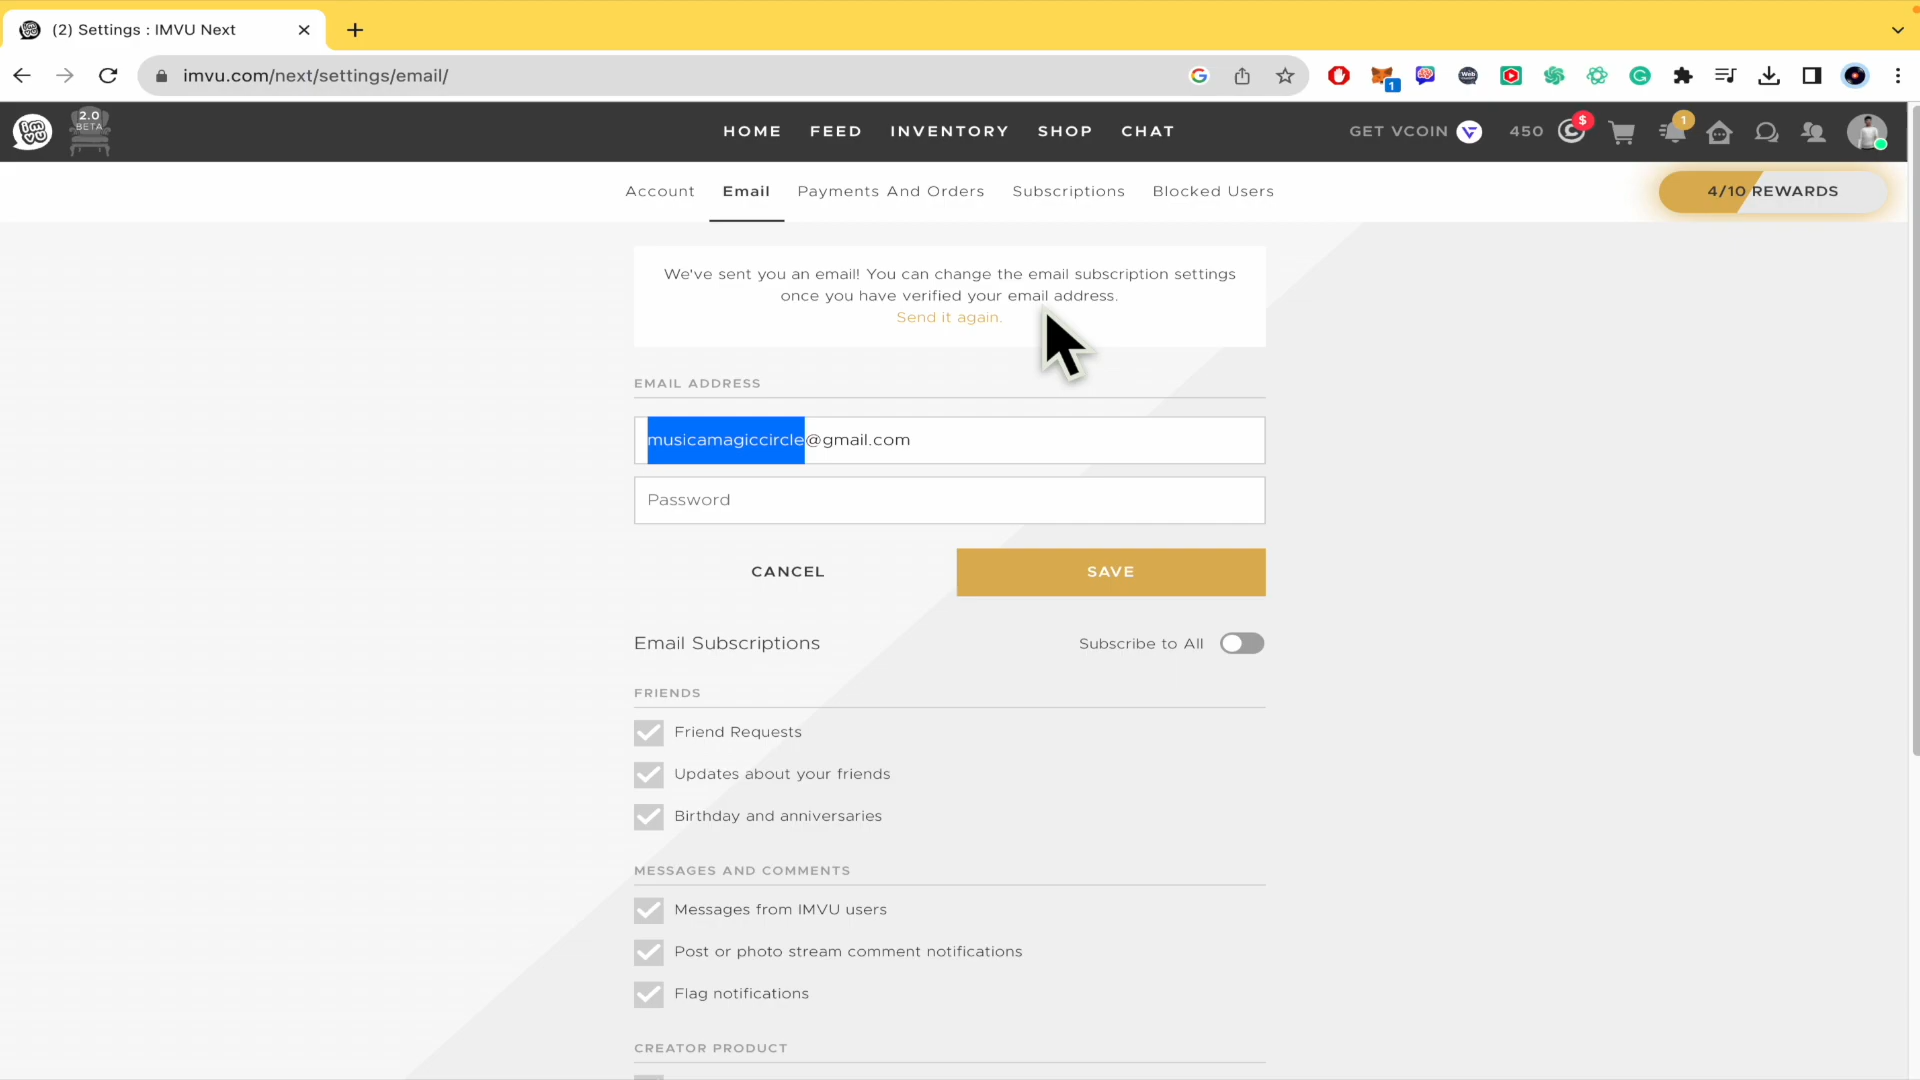 (2) Settings : IMVU Next
imvu.com/next/settings/email/
1
imvu
2.0
BETA
HOME FEED INVENTORY SHOP CHAT
GET VCOIN 450 $ 1
Account Email Payments And Orders Subscriptions Blocked Users
4/10 REWARDS
We've sent you an email! You can change the email subscription settings
once you have verified your email address.
Send it again.
EMAIL ADDRESS
musicamagiccircle@gmail.com
Password
CANCEL SAVE
Email Subscriptions Subscribe to All
FRIENDS
Friend Requests
Updates about your friends
Birthday and anniversaries
MESSAGES AND COMMENTS
Messages from IMVU users
Post or photo stream comment notifications
Flag notifications
CREATOR PRODUCT